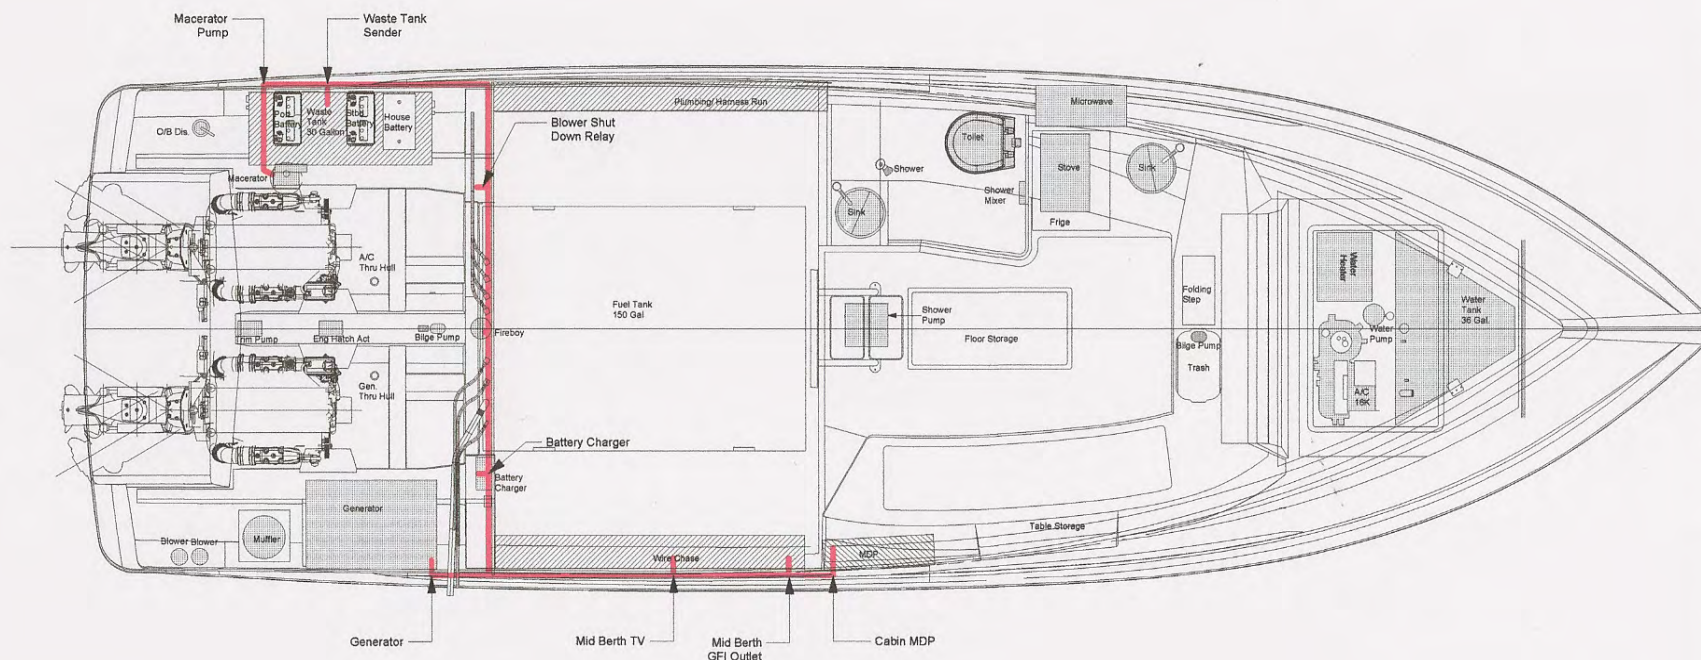 Macerator
Pump
Waste Tank
Sender
Port
Battery
Waste
Tank
30 Gallon
Stbd
Battery
House
Battery
O/B Dis.
Macerator
Plumbing/ Harness Run
Blower Shut
Down Relay
Microwave
Toilet
Stove
Sink
Shower
Shower
Mixer
Sink
Frige
A/C
Thru Hull
Fuel Tank
150 Gal
Folding
Step
Water
Heater
Water
Tank
36 Gal.
Shower
Pump
Water
Pump
Trim Pump
Eng Hatch Act
Bilge Pump
Fireboy
Floor Storage
Bilge Pump
Trash
Gen.
Thru Hull
A/C
16K
Battery Charger
Battery
Charger
Generator
Muffler
Blower Blower
Table Storage
Wire Chase
MDP
Generator
Mid Berth TV
Mid Berth
GFI Outlet
Cabin MDP